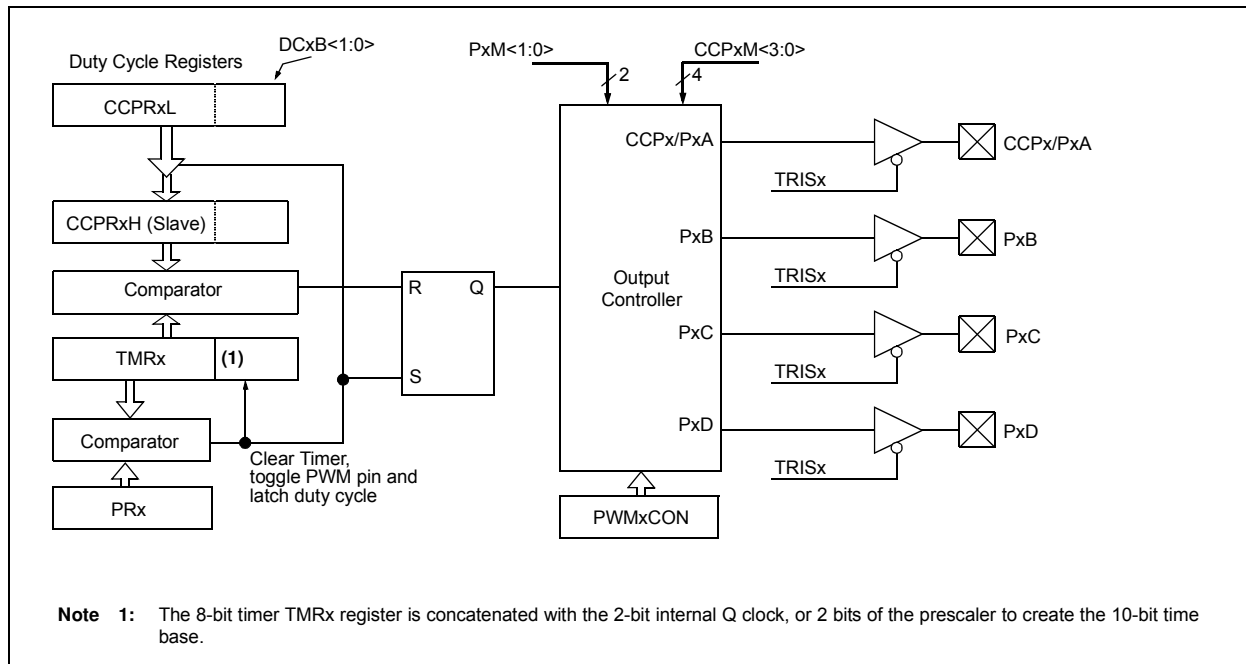 DCxB<1:0>
Duty Cycle Registers
CCPRxL
PxM<1:0>
2
CCPxM<3:0>
4
CCPRxH (Slave)
Comparator
TMRx
(1)
Comparator
PRx
Clear Timer,
toggle PWM pin and
latch duty cycle
R
Q
S
Output
Controller
CCPx/PxA
PxB
PxC
PxD
PWMxCON
TRISx
CCPx/PxA
TRISx
PxB
TRISx
PxC
TRISx
PxD
Note 1: The 8-bit timer TMRx register is concatenated with the 2-bit internal Q clock, or 2 bits of the prescaler to create the 10-bit time
base.